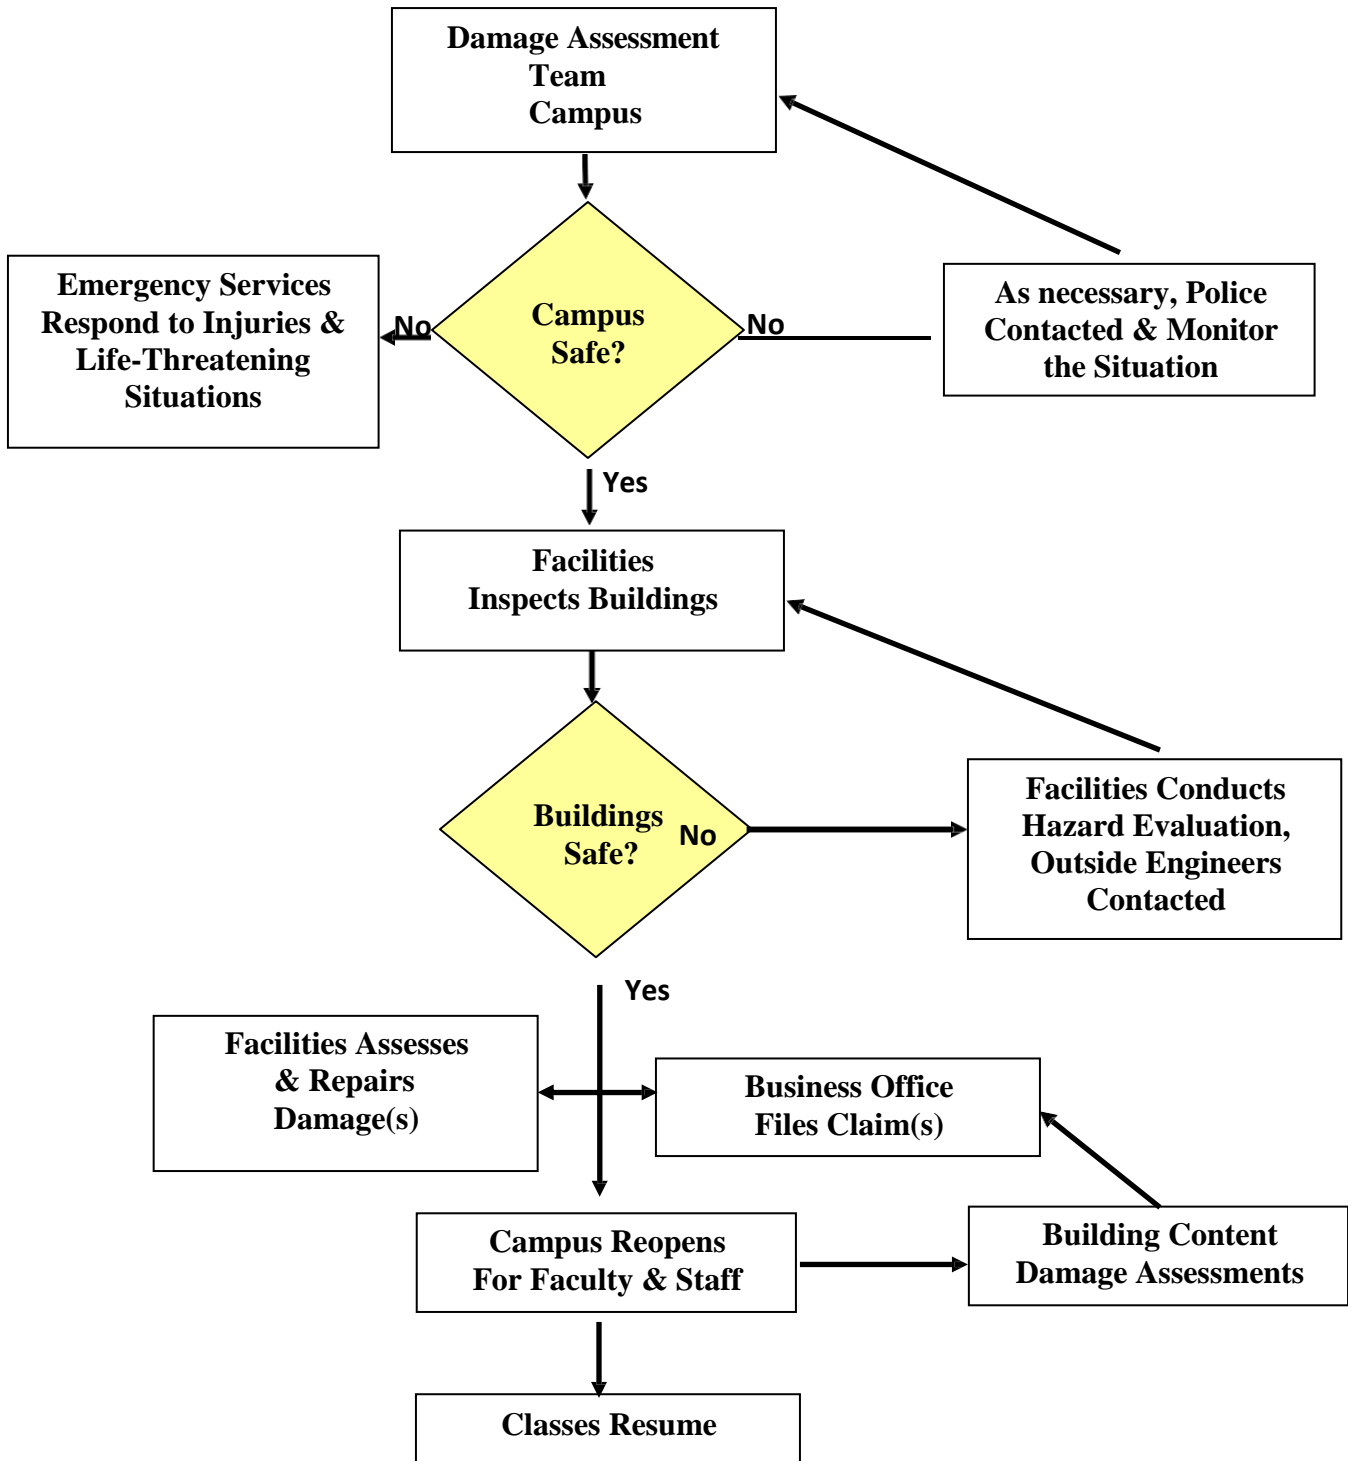 Damage Assessment
Team
Campus
Emergency Services
Respond to Injuries &
Life-Threatening
Situations
No
Campus
Safe?
No
As necessary, Police
Contacted & Monitor
the Situation
Yes
Facilities
Inspects Buildings
Buildings
Safe?
No
Facilities Conducts
Hazard Evaluation,
Outside Engineers
Contacted
Yes
Facilities Assesses
& Repairs
Damage(s)
Business Office
Files Claim(s)
Campus Reopens
For Faculty & Staff
Building Content
Damage Assessments
Classes Resume